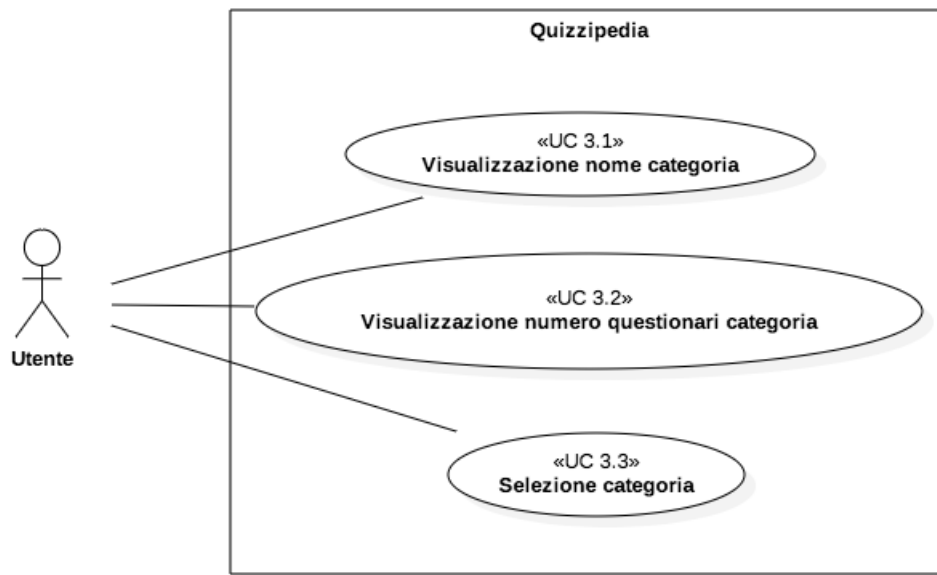 Quizzipedia
«UC 3.1»
Visualizzazione nome categoria
«UC 3.2»
Visualizzazione numero questionari categoria
Utente
«UC 3.3»
Selezione categoria